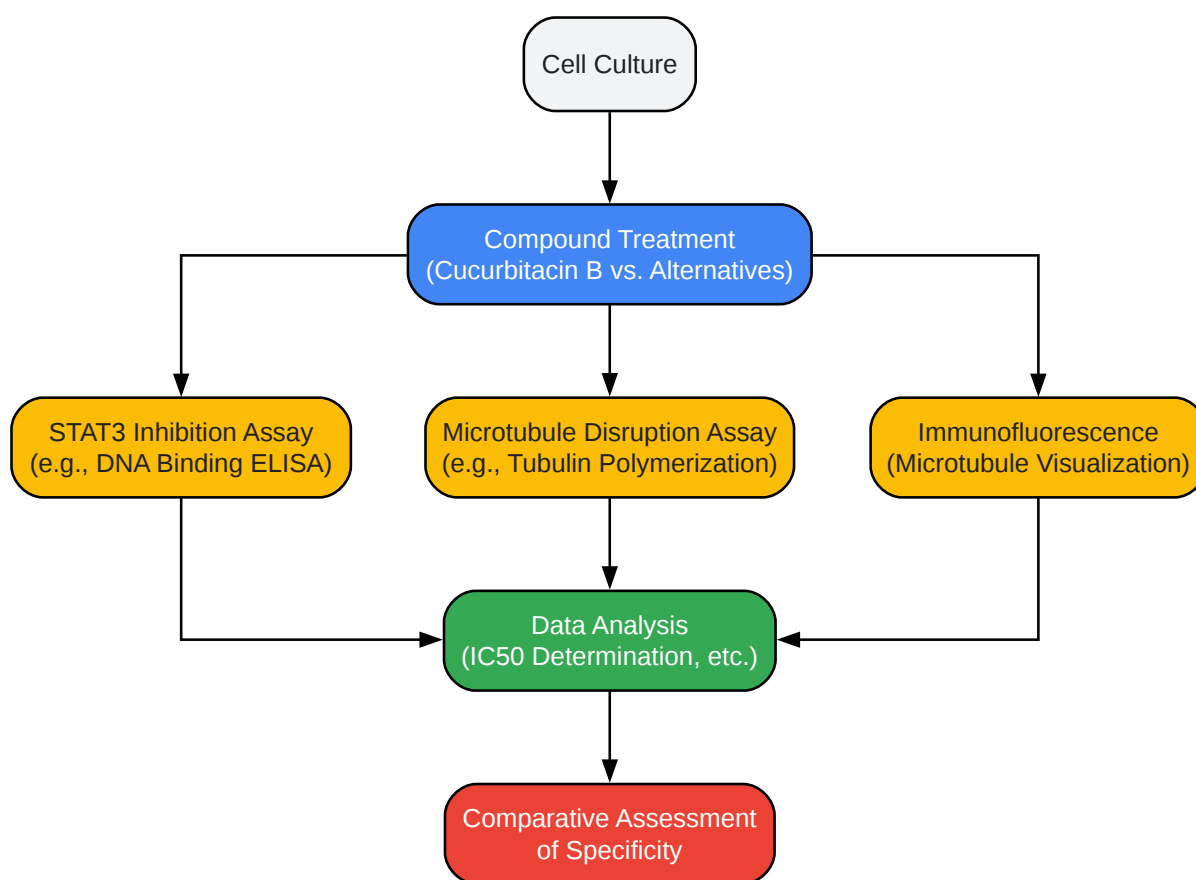 Cell Culture
Compound Treatment
(Cucurbitacin B vs. Alternatives)
STAT3 Inhibition Assay
(e.g., DNA Binding ELISA)
Microtubule Disruption Assay
(e.g., Tubulin Polymerization)
Immunofluorescence
(Microtubule Visualization)
Data Analysis
(IC50 Determination, etc.)
Comparative Assessment
of Specificity